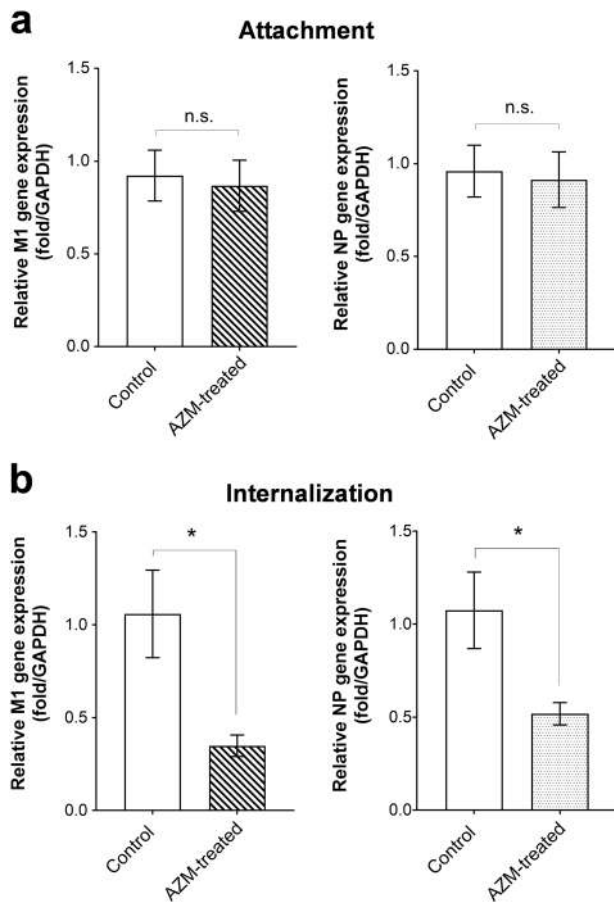 a
Attachment
Relative M1 gene expression
(fold/GAPDH)
1.5
1.0
0.5
0.0
n.s.
Control
AZM-treated
Relative NP gene expression
(fold/GAPDH)
1.5
1.0
0.5
0.0
n.s.
Control
AZM-treated
b
Internalization
Relative M1 gene expression
(fold/GAPDH)
1.5
1.0
0.5
0.0
*
Control
AZM-treated
Relative NP gene expression
(fold/GAPDH)
1.5
1.0
0.5
0.0
*
Control
AZM-treated